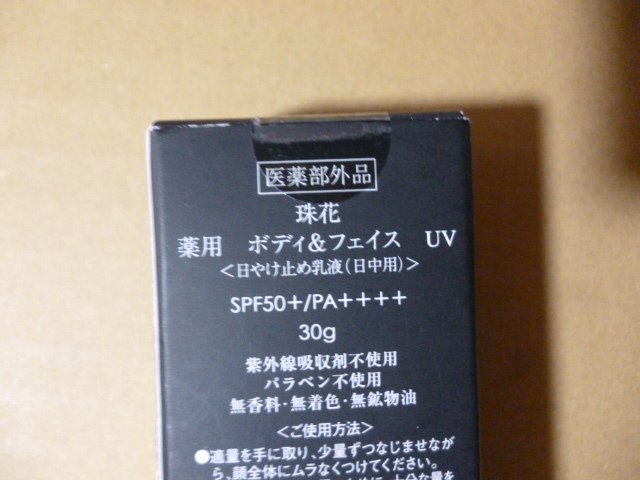 医薬部外品
珠花
薬用 ボディ&フェイス UV
<日やけ止め乳液(日中用)>
SPF50+/PA++++
30g
紫外線吸収剤不使用
パラベン不使用
無香料・無着色・無鉱物油
<ご使用方法>
●適量を手に取り、少量ずつなじませなが
ら、顔全体にムラなくつけてください。